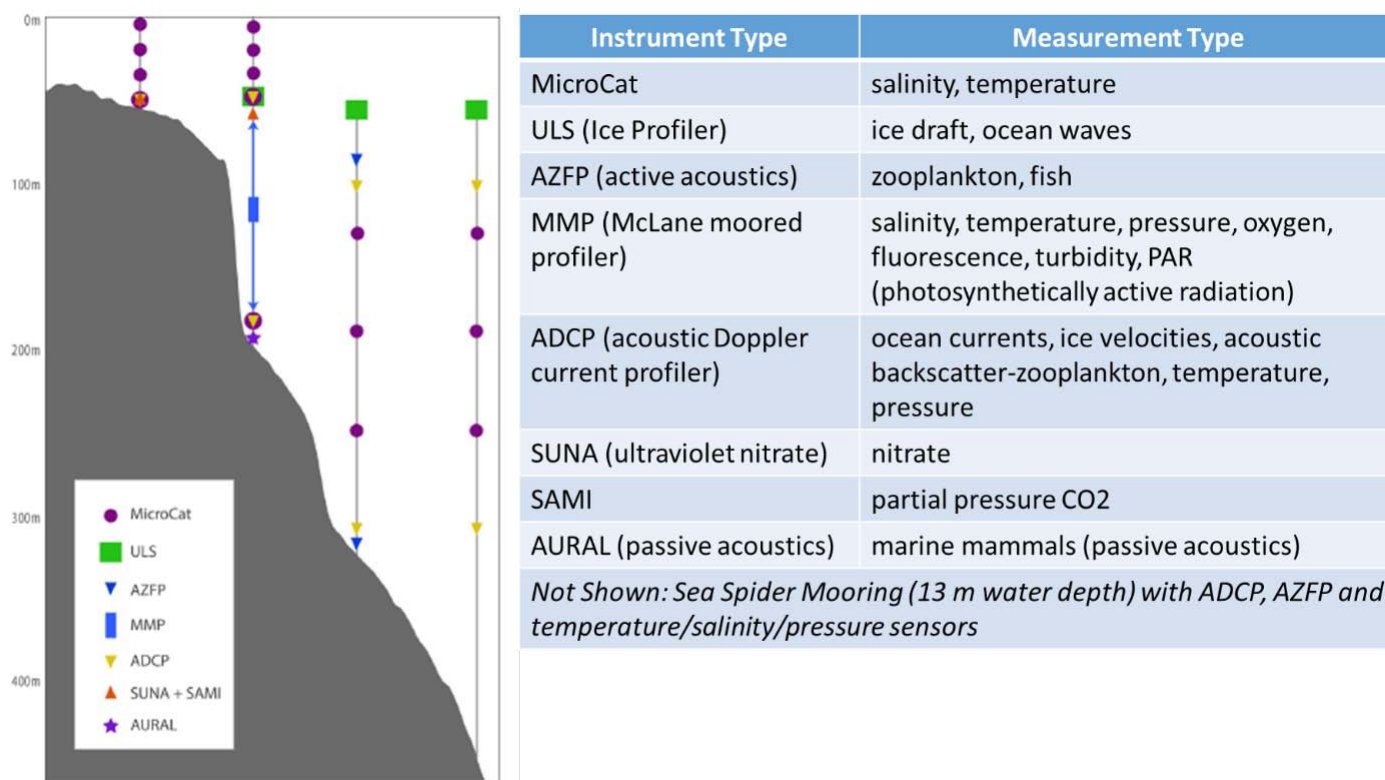 0m
100m
200m
300m
400m
MicroCat
ULS
AZFP
MMP
ADCP
SUNA + SAMI
AURAL
Instrument Type Measurement Type
MicroCat salinity, temperature
ULS (Ice Profiler) ice draft, ocean waves
AZFP (active acoustics) zooplankton, fish
MMP (McLane moored salinity, temperature, pressure, oxygen,
profiler) fluorescence, turbidity, PAR
(photosynthetically active radiation)
ADCP (acoustic Doppler ocean currents, ice velocities, acoustic
current profiler) backscatter-zooplankton, temperature,
pressure
SUNA (ultraviolet nitrate) nitrate
SAMI partial pressure CO2
AURAL (passive acoustics) marine mammals (passive acoustics)
Not Shown: Sea Spider Mooring (13 m water depth) with ADCP, AZFP and
temperature/salinity/pressure sensors